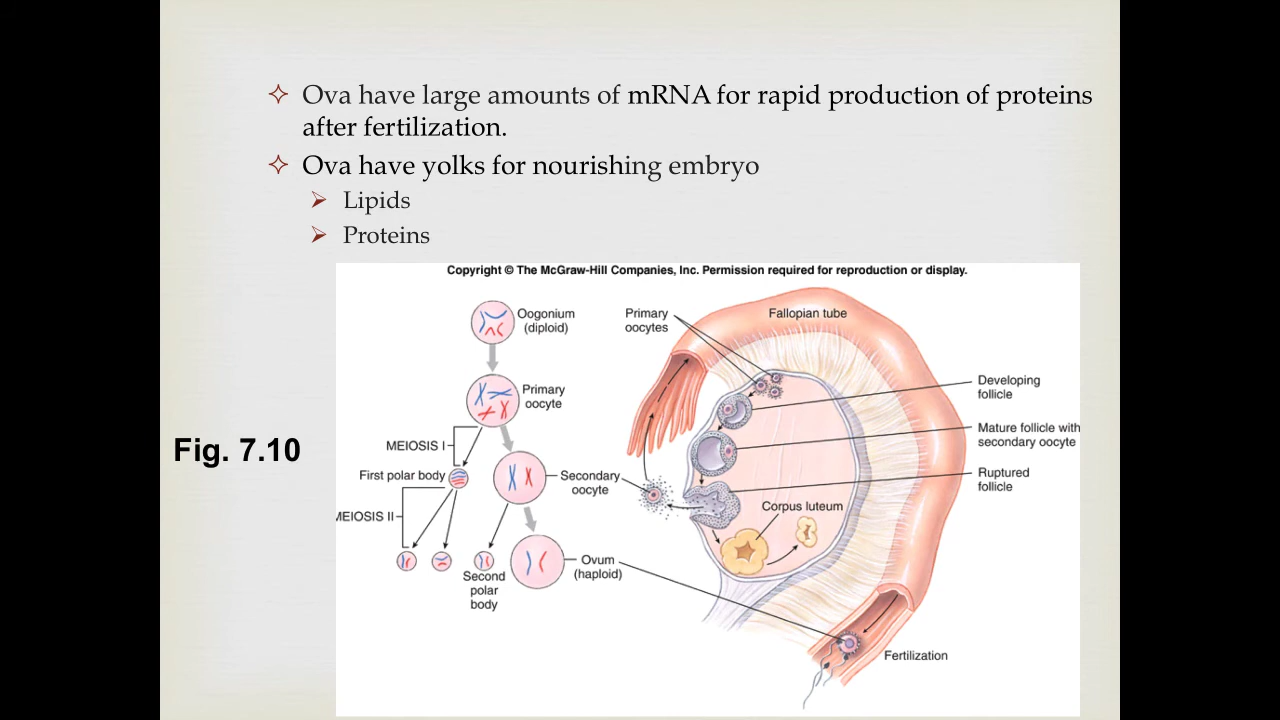 Ova have large amounts of mRNA for rapid production of proteins
after fertilization.
Ova have yolks for nourishing embryo
Lipids
Proteins
Copyright © The McGraw-Hill Companies, Inc. Permission required for reproduction or display.
Oogonium
(diploid)
Primary
oocyte
MEIOSIS I
First polar body
Secondary
oocyte
MEIOSIS II
Second
polar
body
Ovum
(haploid)
Primary
oocytes
Fallopian tube
Developing
follicle
Mature follicle with
secondary oocyte
Ruptured
follicle
Corpus luteum
Fertilization
Fig. 7.10